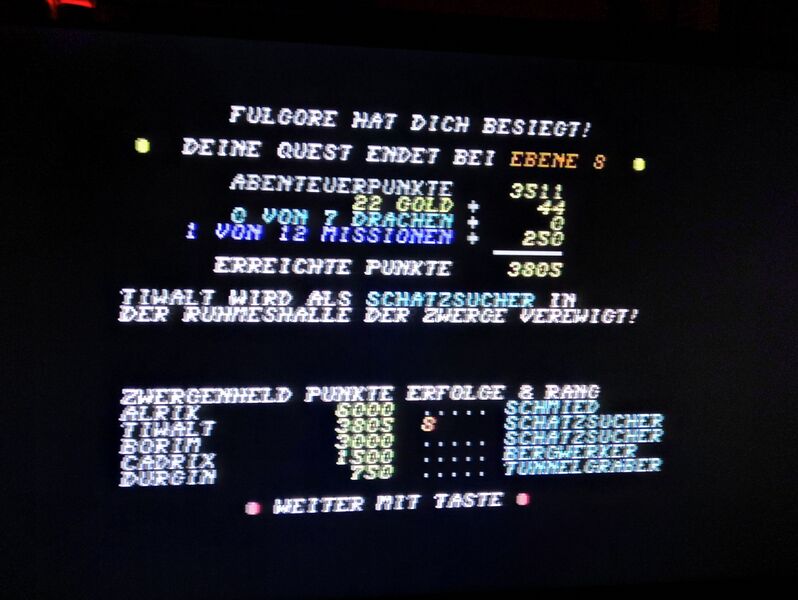 FULGORE HAT DICH BESIEGT!
DEINE QUEST ENDET BEI EBENE 8
ABENTEUERPUNKTE 3511
22 GOLD + 44
0 VON 7 DRACHEN + 0
1 VON 12 MISSIONEN + 250
ERREICHTE PUNKTE 3805
TIWALT WIRD ALS SCHATZSUCHER IN
DER RUHMESHALLE DER ZWERGE VEREWIGT!
ZWERGENHELD PUNKTE ERFOLGE & RANG
ALRIK 6000 ..... SCHMIED
TIWALT 3805 8 SCHATZSUCHER
BORIM 3000 ..... SCHATZSUCHER
CADRIX 1500 ..... BERGWERKER
DURGIN 750 ..... TUNNELGRABER
WEITER MIT TASTE